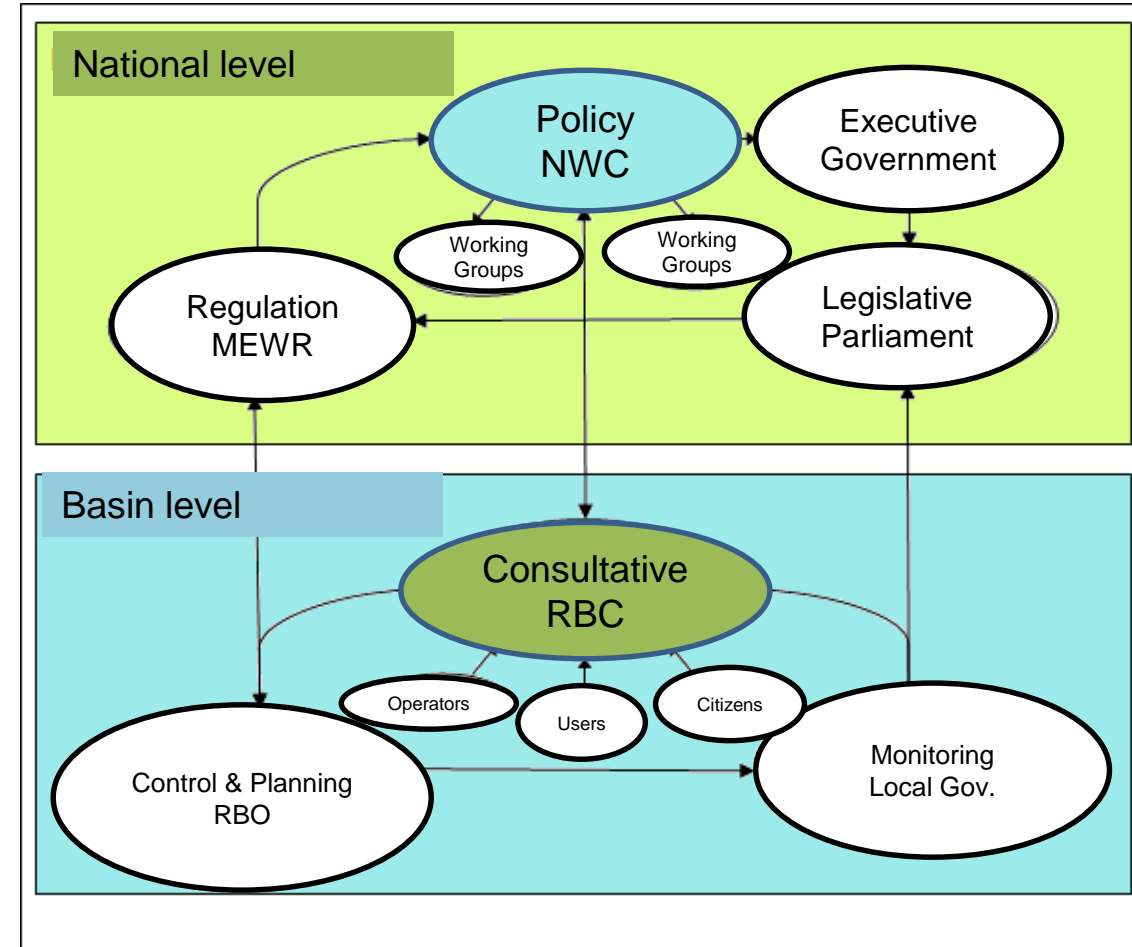 National level
Policy
NWC
Executive
Government
Working
Groups
Working
Groups
Regulation
MEWR
Legislative
Parliament
Basin level
Consultative
RBC
Operators
Users
Citizens
Control & Planning
RBO
Monitoring
Local Gov.